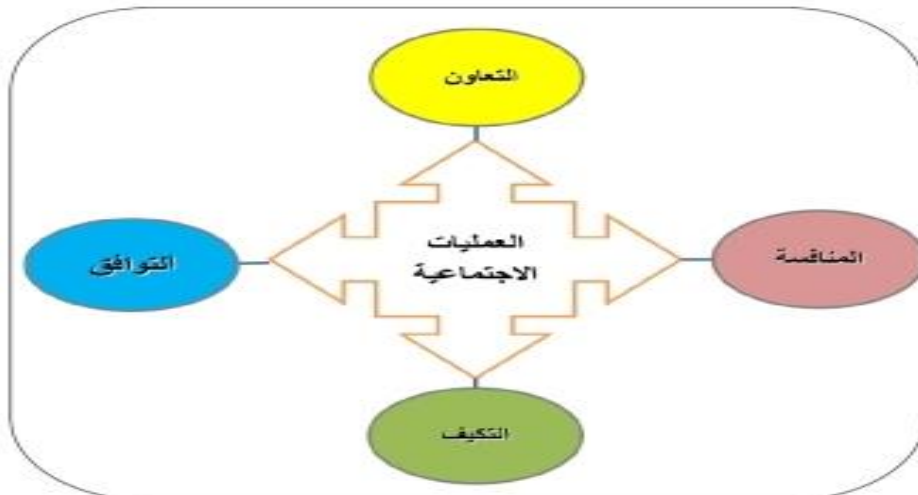 التعاون
المنافسة
العمليات
الاجتماعية
التوافق
التكيف